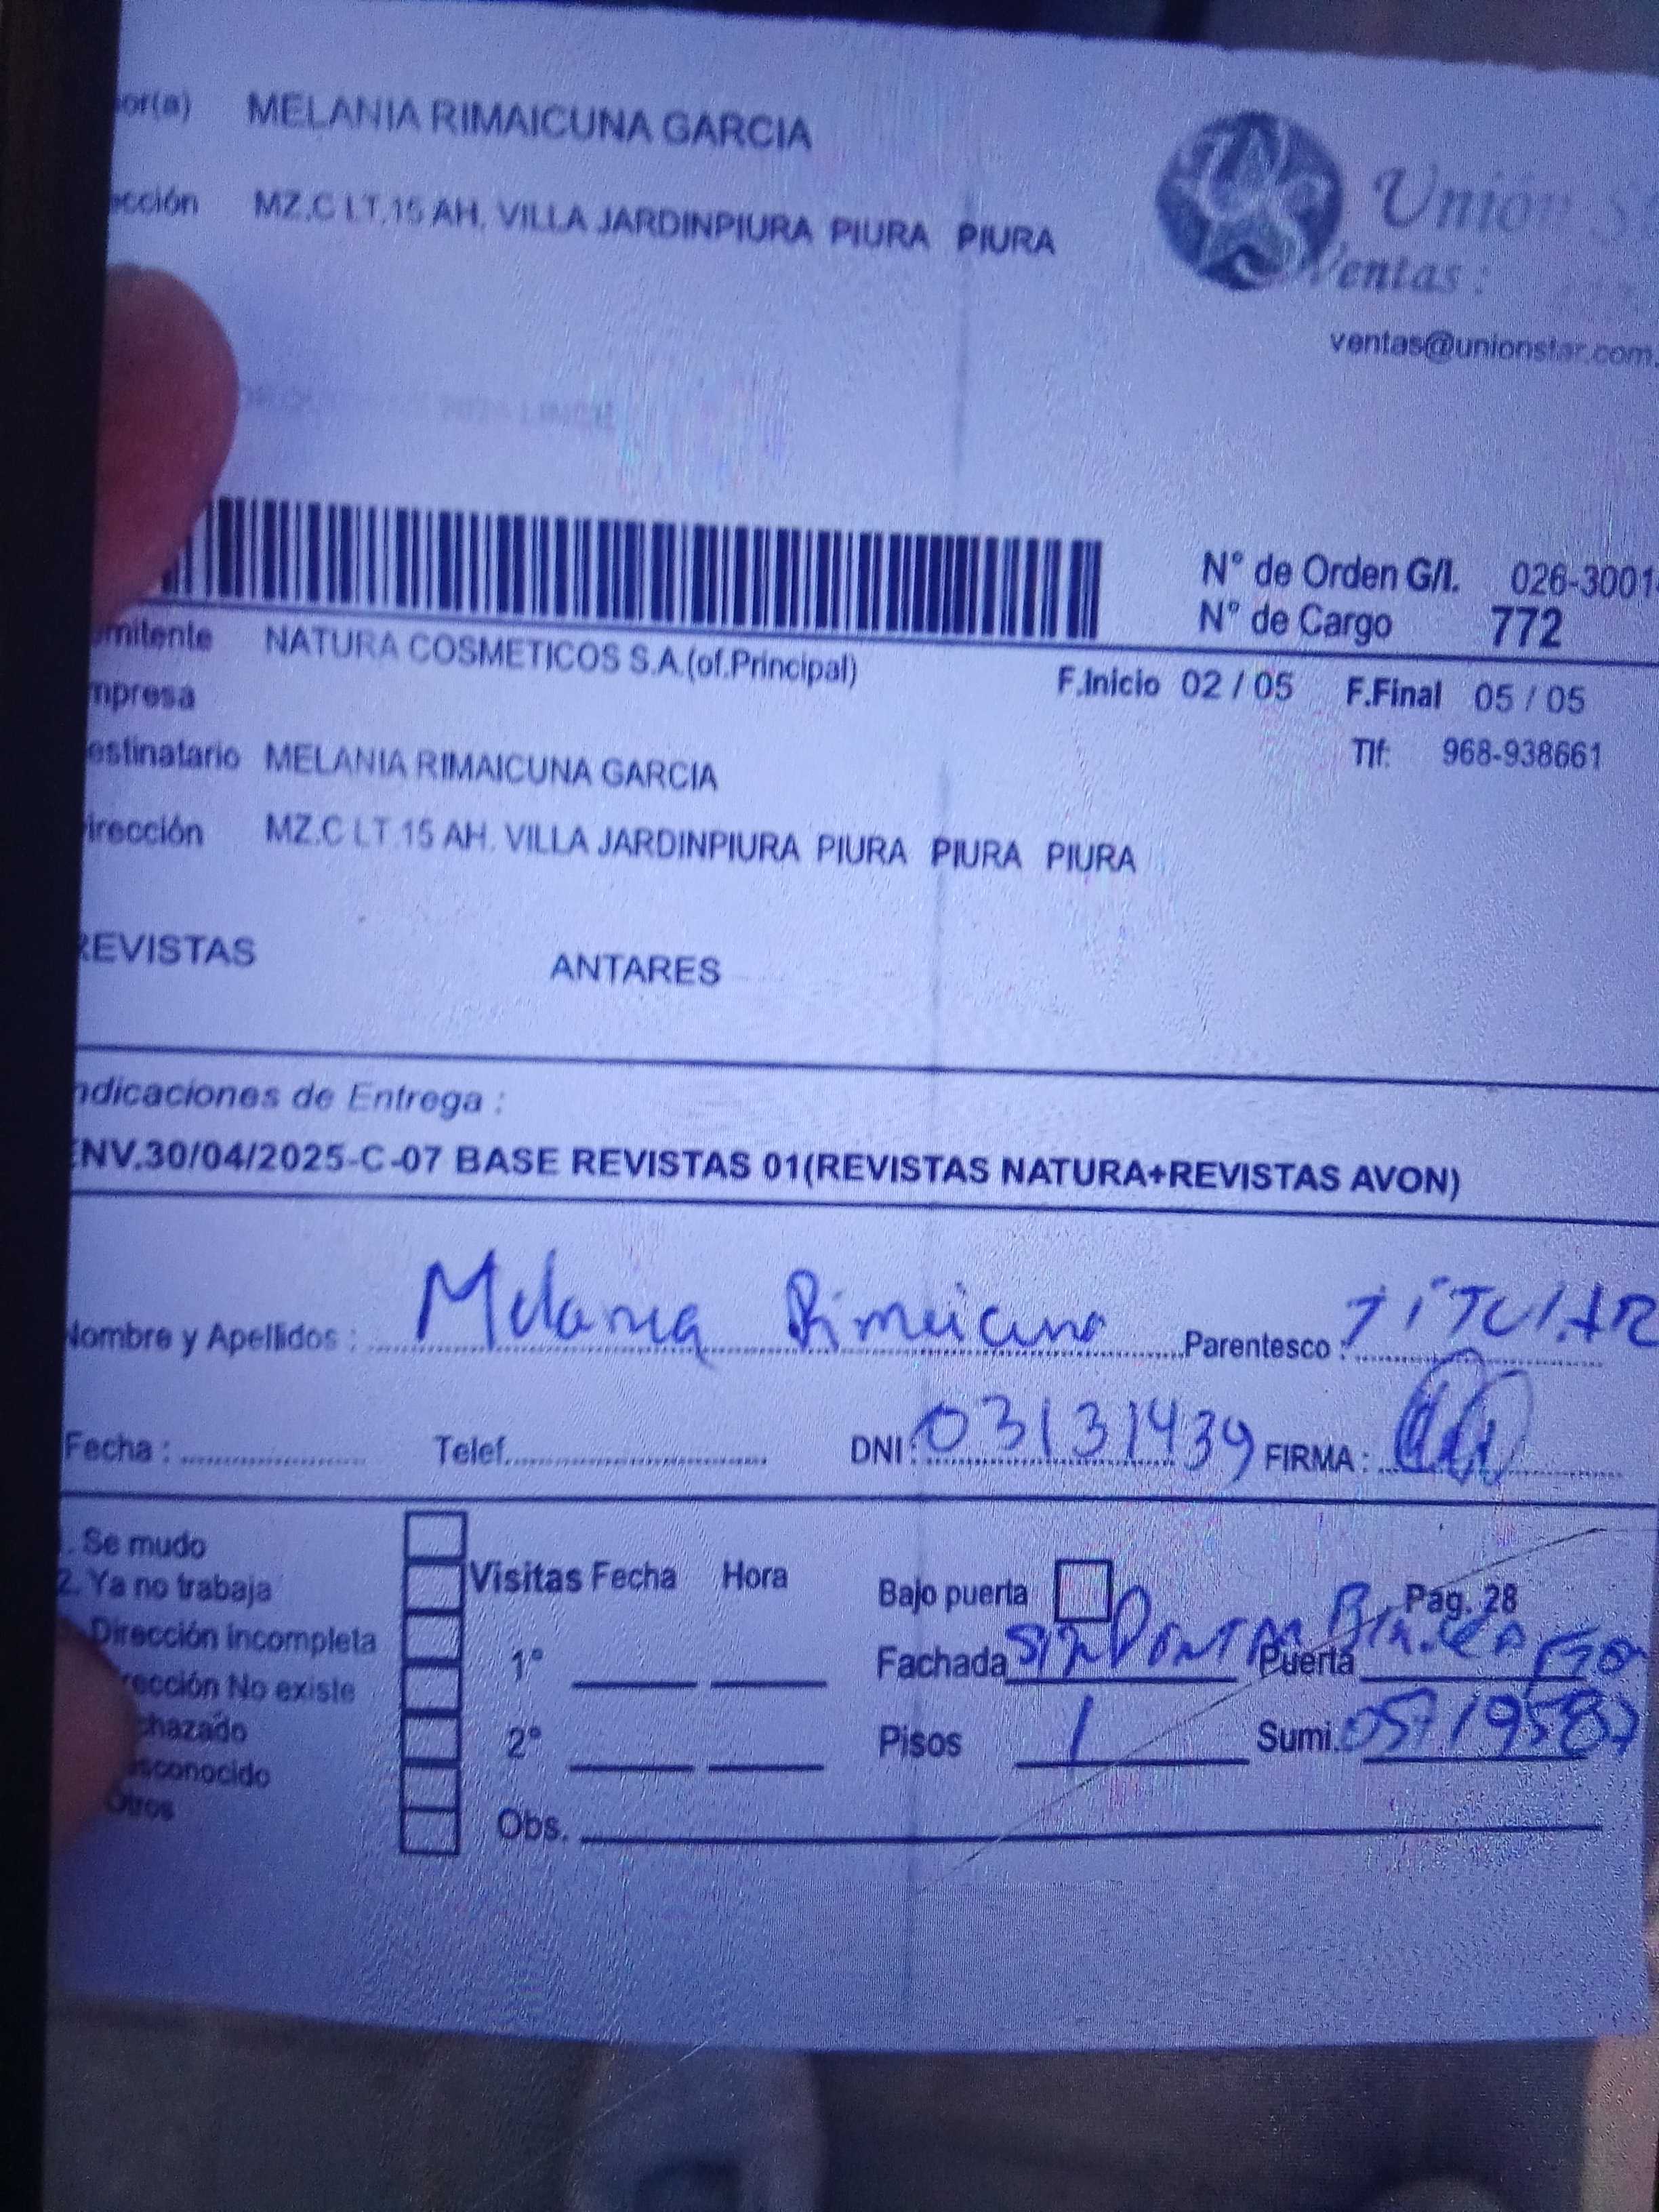 or(a) MELANIA RIMAICUNA GARCIA
Unión
Ventas :
ección MZ.C LT.15 AH. VILLA JARDINPIURA PIURA PIURA
ventas@unionstar.com.
N° de Orden G/I. 026-3001
N° de Cargo 772
mitente NATURA COSMETICOS S.A.(of.Principal) F.Inicio 02 / 05 F.Final 05 / 05
mpresa
Tlf: 968-938661
estinatario MELANIA RIMAICUNA GARCIA
irección MZ.C LT.15 AH. VILLA JARDINPIURA PIURA PIURA PIURA
REVISTAS ANTARES
ndicaciones de Entrega :
ENV.30/04/2025-C-07 BASE REVISTAS 01(REVISTAS NATURA+REVISTAS AVON)
Nombre y Apellidos : Melania Rimaicuna Parentesco : TITULAR
Fecha : Telef. DNI: 03131439 FIRMA :
. Se mudo
2. Ya no trabaja
Dirección incompleta
rección No existe
chazado
sconocido
Otros
Visitas Fecha Hora
1°
2°
Obs.
Bajo puerta Pag. 28
Fachada SIN PINTAR Puerta BLANCA
Pisos 1 Sumi.